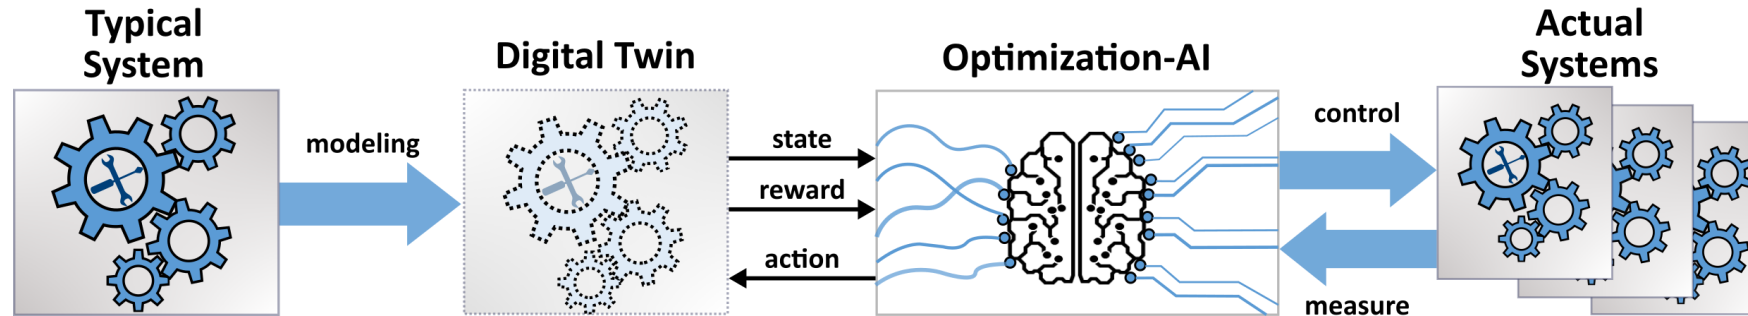 Typical
System
modeling
Digital Twin
state
reward
action
Optimization-AI
control
measure
Actual
Systems